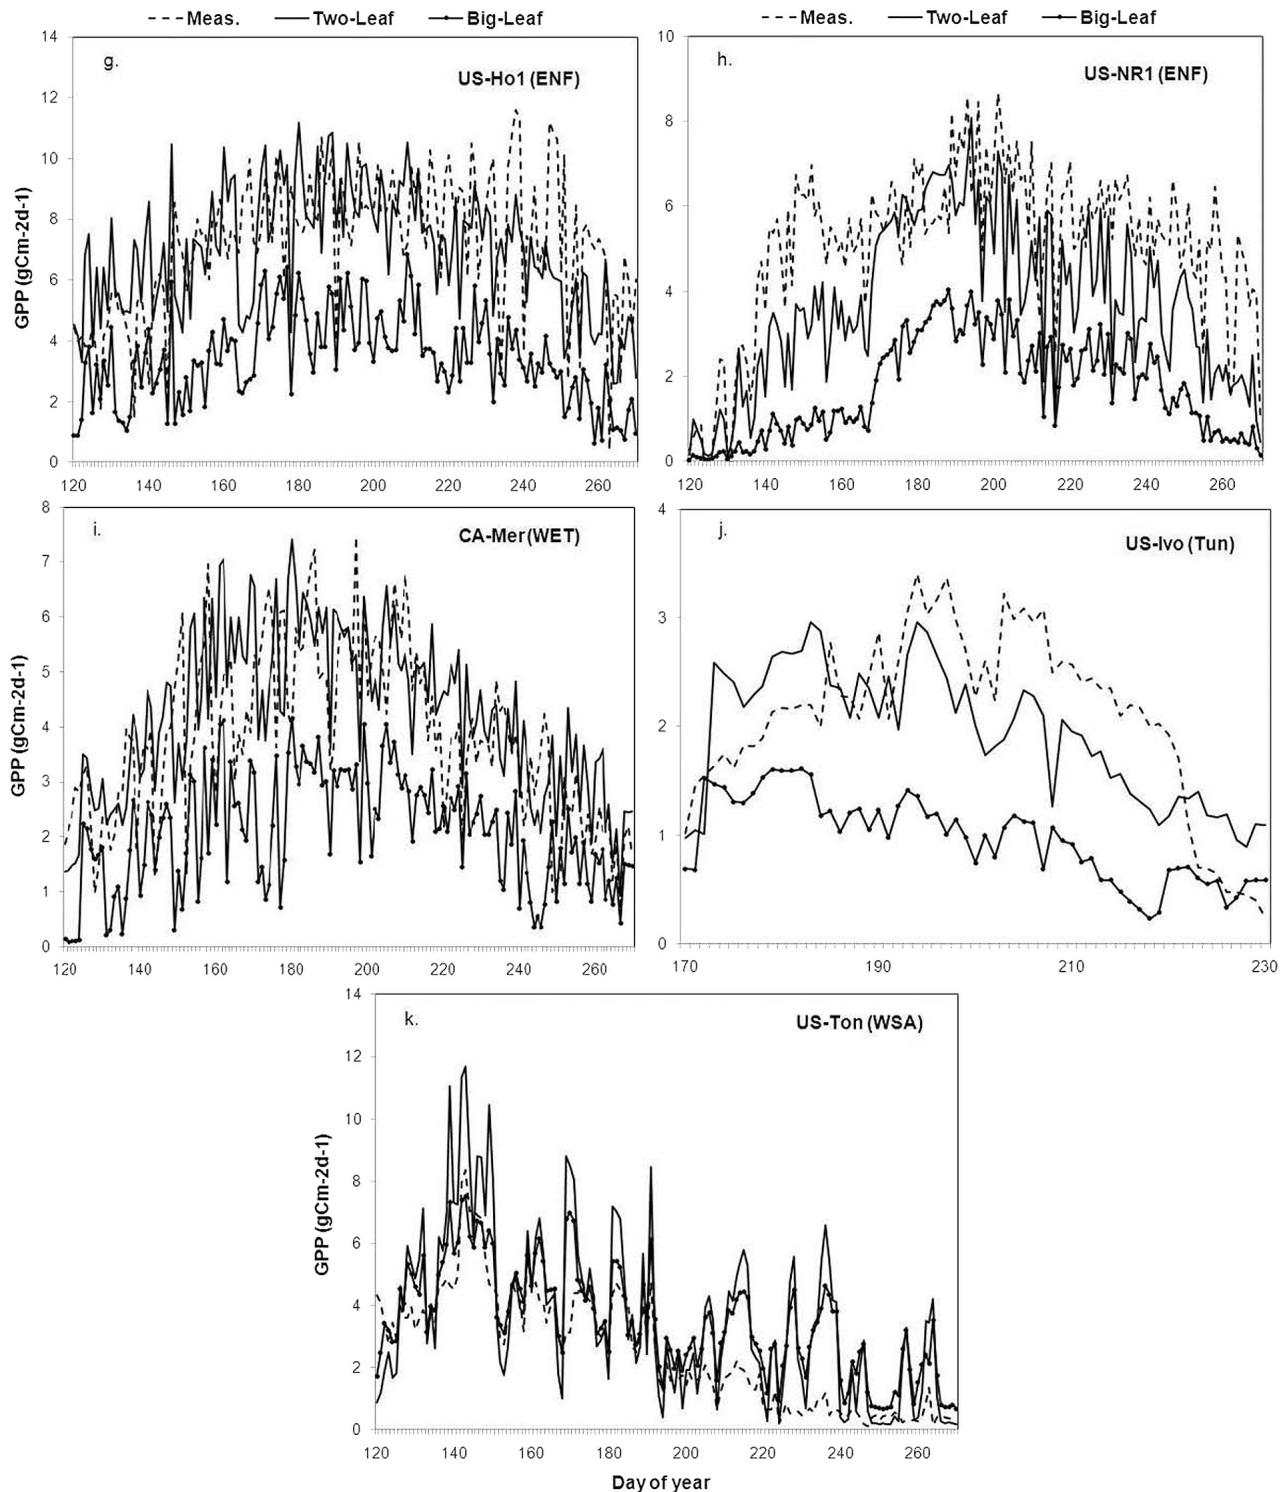 Meas. Two-Leaf Big-Leaf
Meas. Two-Leaf Big-Leaf
g.
US-Ho1 (ENF)
GPP (gCm-2d-1)
14
12
10
8
6
4
2
0
120 140 160 180 200 220 240 260
h.
US-NR1 (ENF)
10
8
6
4
2
0
120 140 160 180 200 220 240 260
i.
CA-Mer (WET)
GPP (gCm-2d-1)
8
7
6
5
4
3
2
1
0
120 140 160 180 200 220 240 260
j.
US-Ivo (Tun)
4
3
2
1
0
170 190 210 230
k.
US-Ton (WSA)
GPP (gCm-2d-1)
14
12
10
8
6
4
2
0
120 140 160 180 200 220 240 260
Day of year